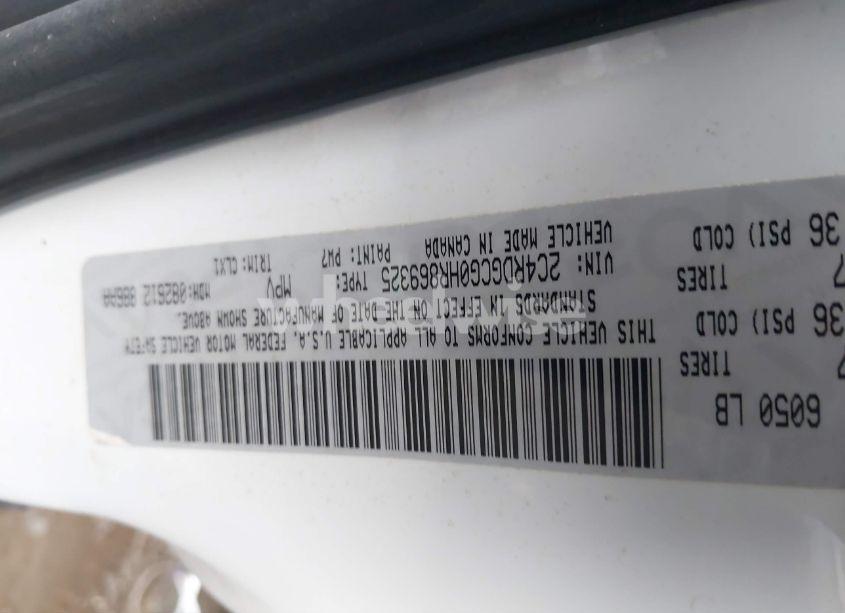 6050 LB
TIRES
36 PSI) COLD
TIRES
36 PSI) COLD
THIS VEHICLE CONFORMS TO ALL APPLICABLE U.S.A. FEDERAL MOTOR VEHICLE SAFETY
STANDARDS IN EFFECT ON THE DATE OF MANUFACTURE SHOWN ABOVE.
VIN: 2C4RDGCG0HR869325 TYPE: MPV MDH:082612 886AA
VEHICLE MADE IN CANADA PAINT: PW7 TRIM: CLX1
wheelwise